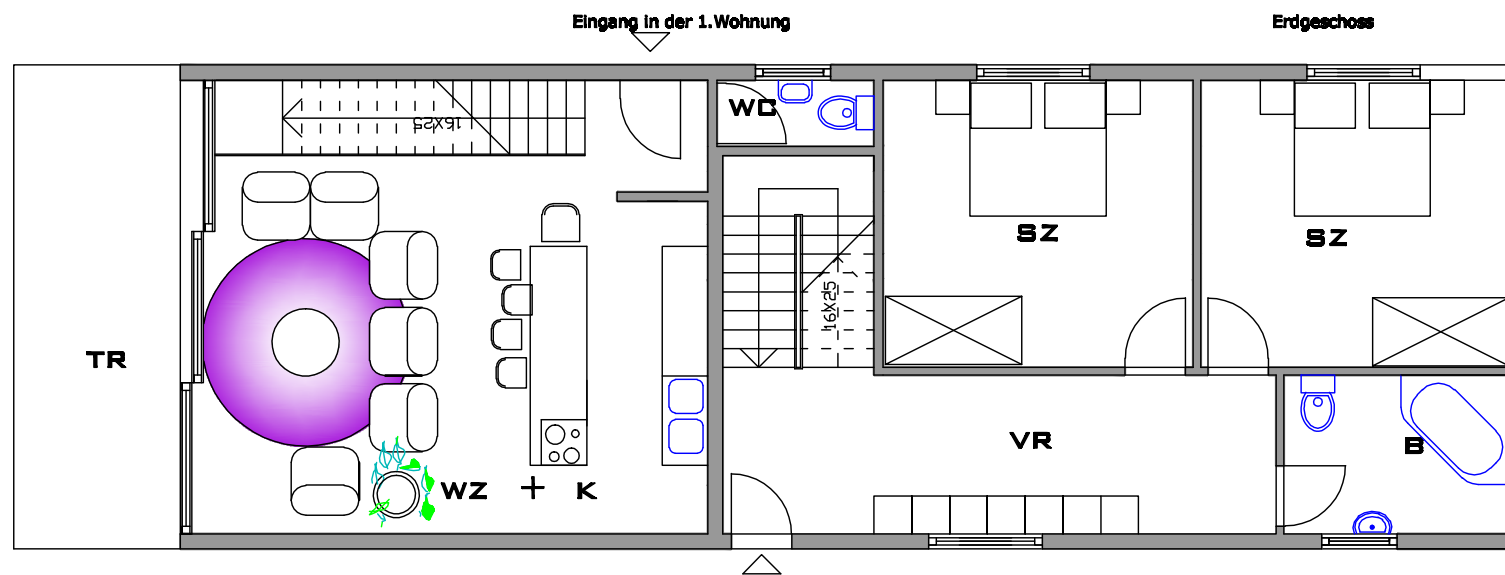 Eingang in der 1.Wohnung
Erdgeschoss
WC
16X25
SZ
SZ
16X25
TR
VR
B
WZ + K